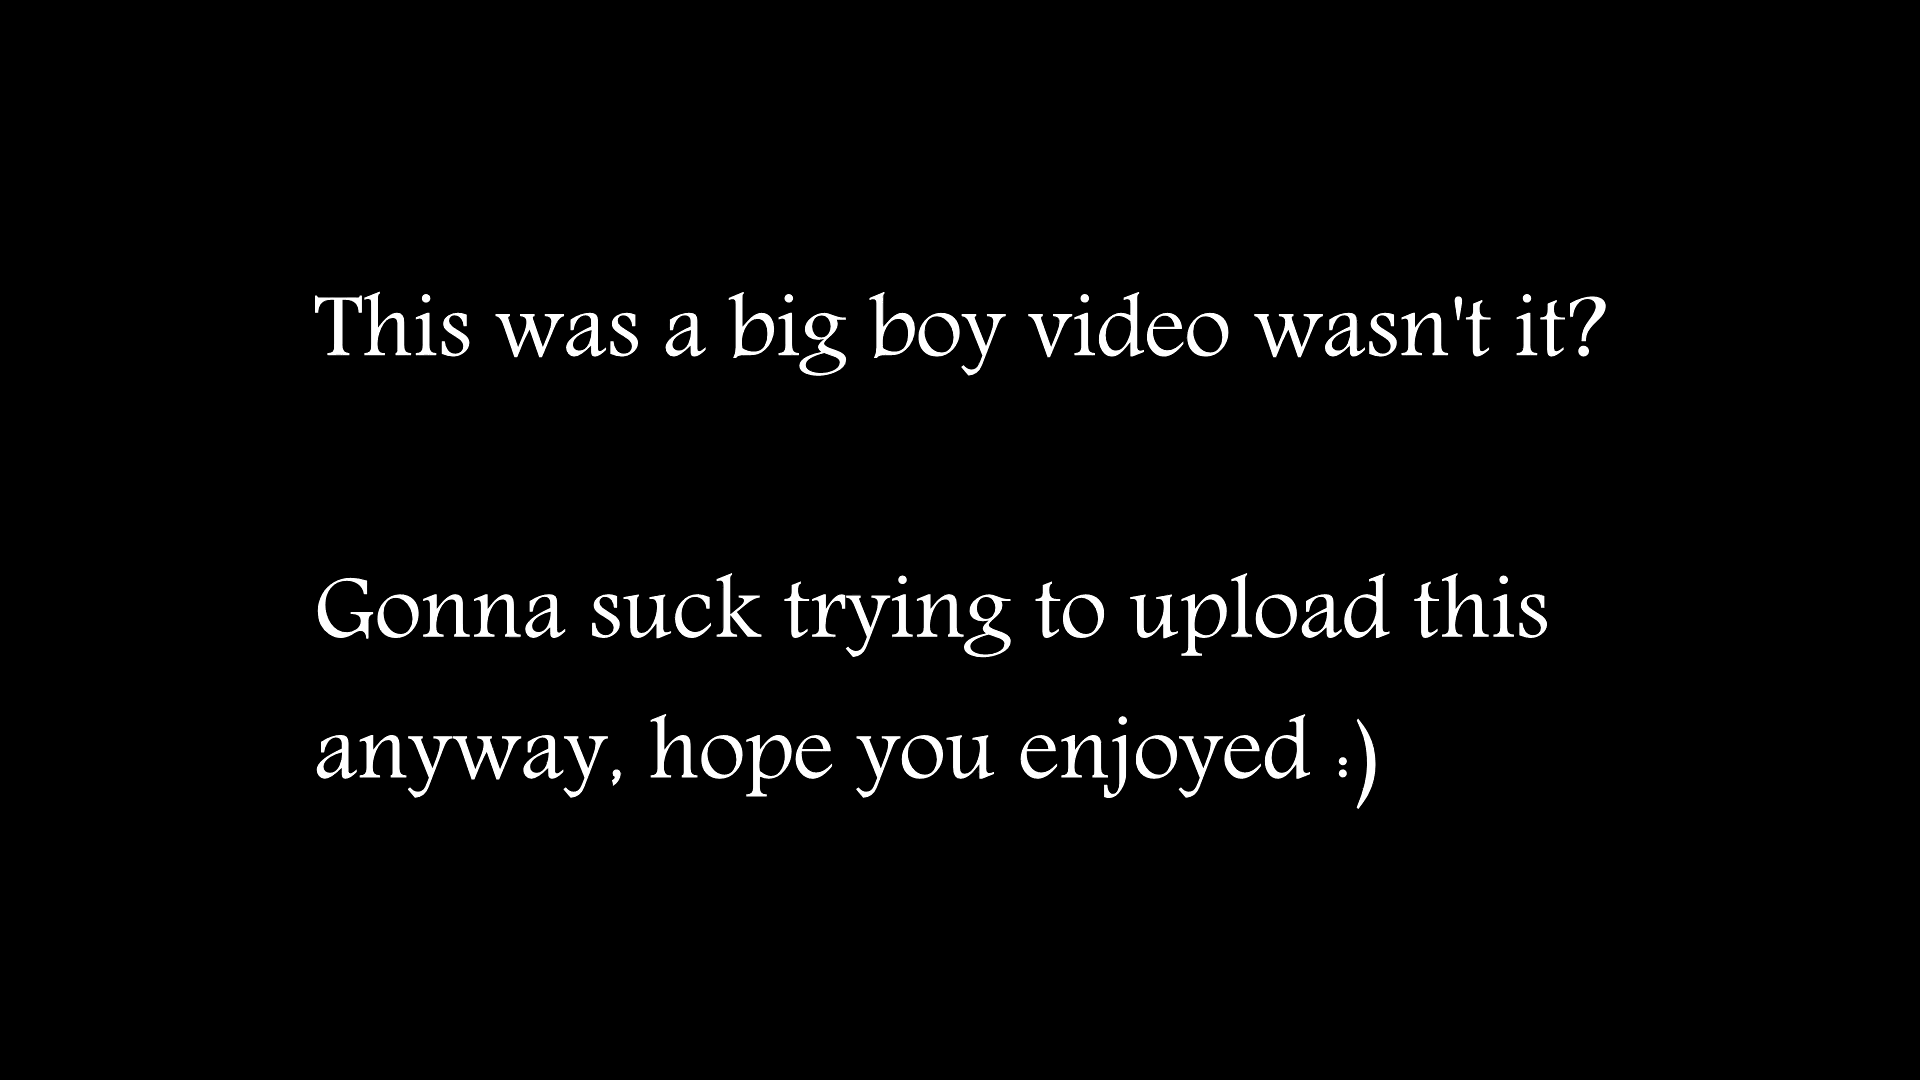 This was a big boy video wasn't it?
Gonna suck trying to upload this
anyway, hope you enjoyed :)